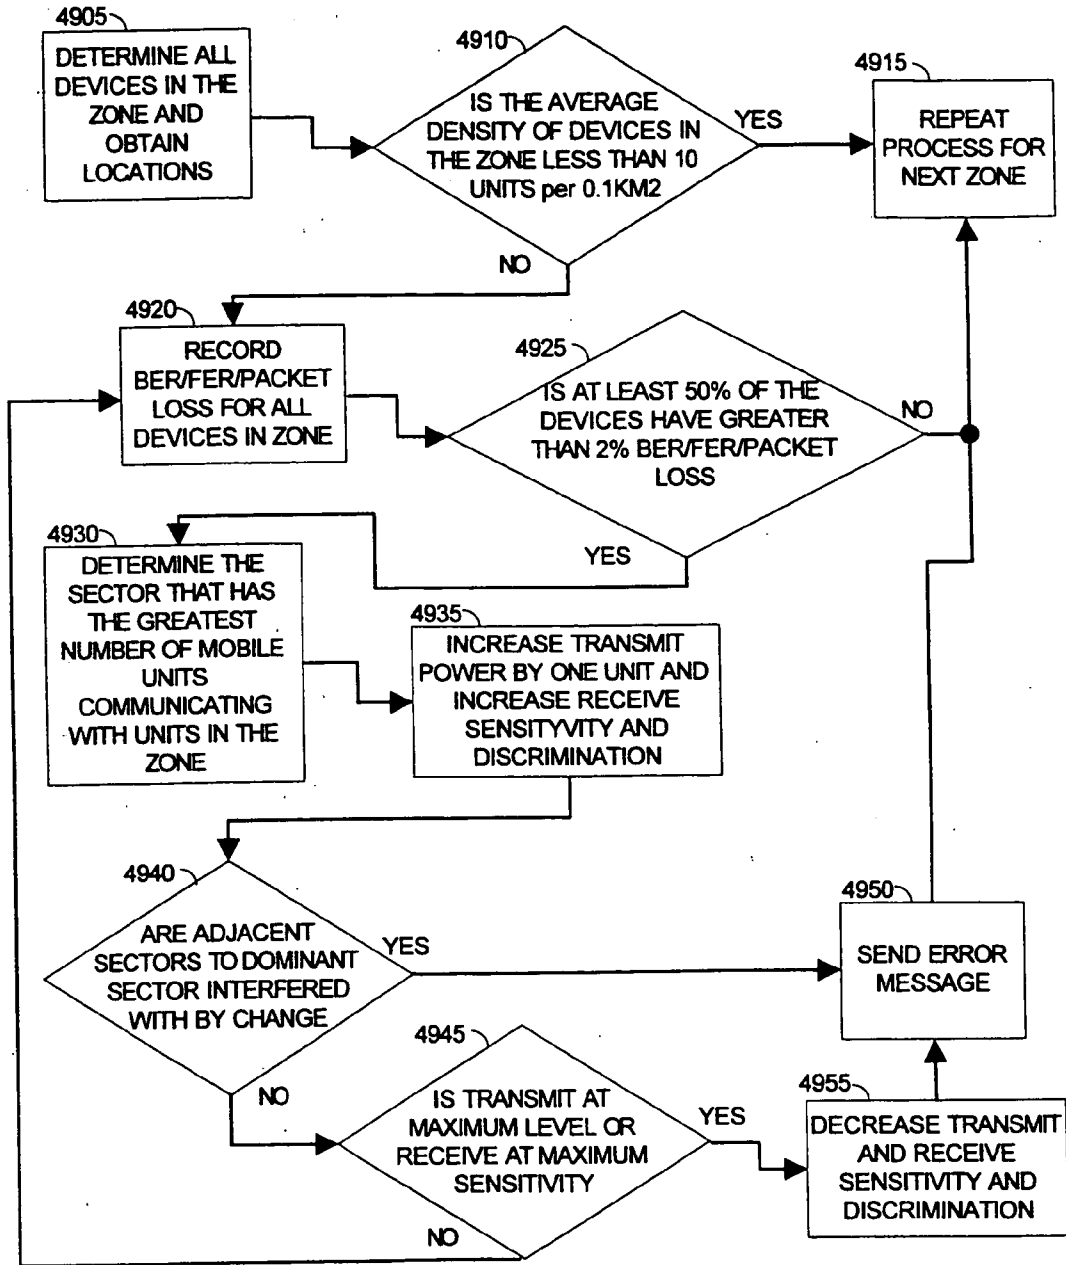 4905
DETERMINE ALL
DEVICES IN THE
ZONE AND
OBTAIN
LOCATIONS
4910
IS THE AVERAGE
DENSITY OF DEVICES IN
THE ZONE LESS THAN 10
UNITS per 0.1KM2
YES
NO
4915
REPEAT
PROCESS FOR
NEXT ZONE
4920
RECORD
BER/FER/PACKET
LOSS FOR ALL
DEVICES IN ZONE
4925
IS AT LEAST 50% OF THE
DEVICES HAVE GREATER
THAN 2% BER/FER/PACKET
LOSS
NO
YES
4930
DETERMINE THE
SECTOR THAT HAS
THE GREATEST
NUMBER OF MOBILE
UNITS
COMMUNICATING
WITH UNITS IN THE
ZONE
4935
INCREASE TRANSMIT
POWER BY ONE UNIT AND
INCREASE RECEIVE
SENSITYVITY AND
DISCRIMINATION
4940
ARE ADJACENT
SECTORS TO DOMINANT
SECTOR INTERFERED
WITH BY CHANGE
YES
NO
4950
SEND ERROR
MESSAGE
4945
IS TRANSMIT AT
MAXIMUM LEVEL OR
RECEIVE AT MAXIMUM
SENSITIVITY
YES
NO
4955
DECREASE TRANSMIT
AND RECEIVE
SENSITIVITY AND
DISCRIMINATION